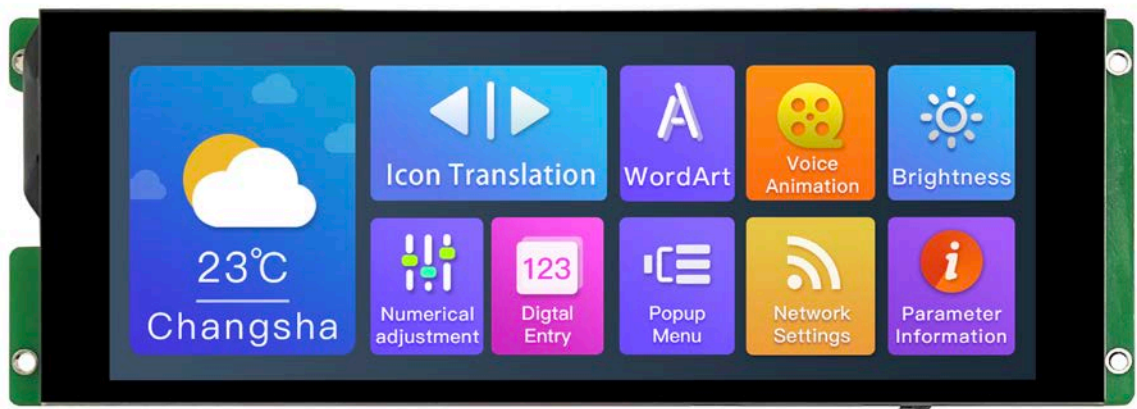 23℃
Changsha
Icon Translation
WordArt
Voice
Animation
Brightness
Numerical
adjustment
123
Digtal
Entry
Popup
Menu
Network
Settings
Parameter
Information